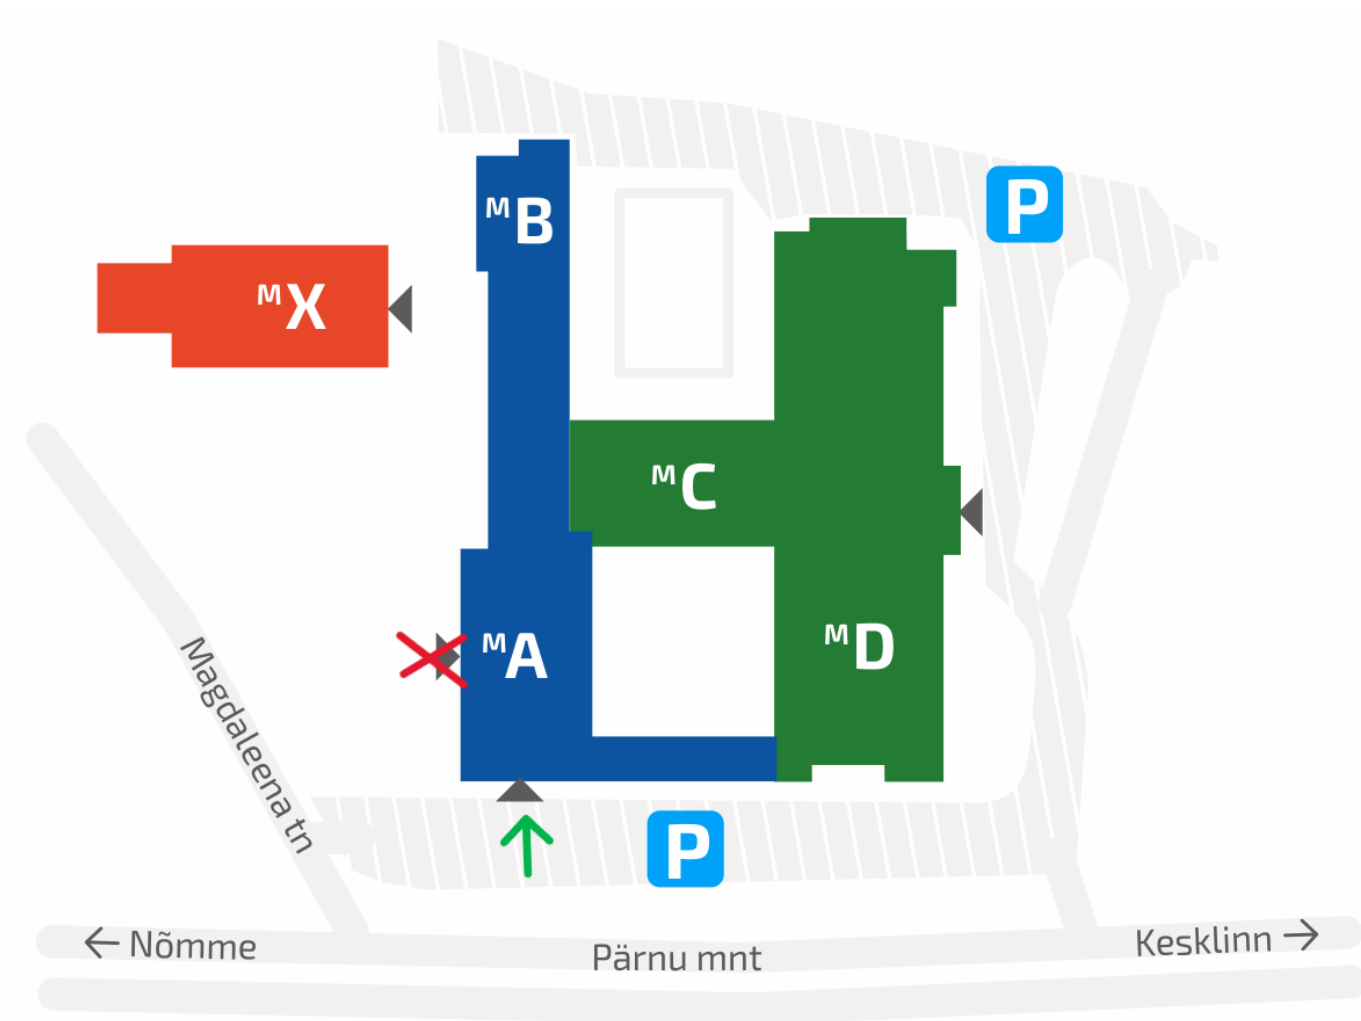 P
ᴹB
ᴹX
ᴹC
ᴹA
ᴹD
Magdaleena tn
P
← Nõmme
Pärnu mnt
Kesklinn →